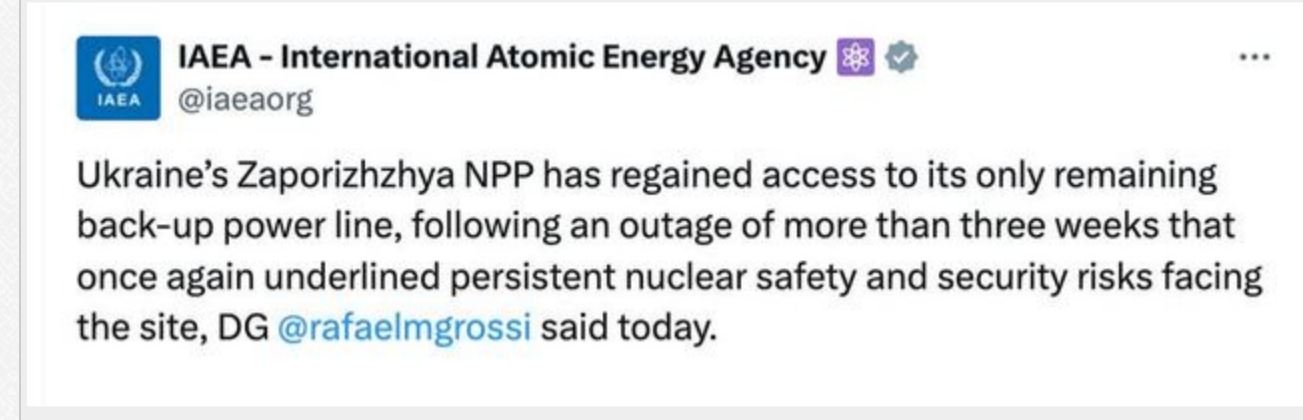 IAEA - International Atomic Energy Agency ⚛
IAEA
@iaeaorg
Ukraine’s Zaporizhzhya NPP has regained access to its only remaining
back-up power line, following an outage of more than three weeks that
once again underlined persistent nuclear safety and security risks facing
the site, DG @rafaelmgrossi said today.